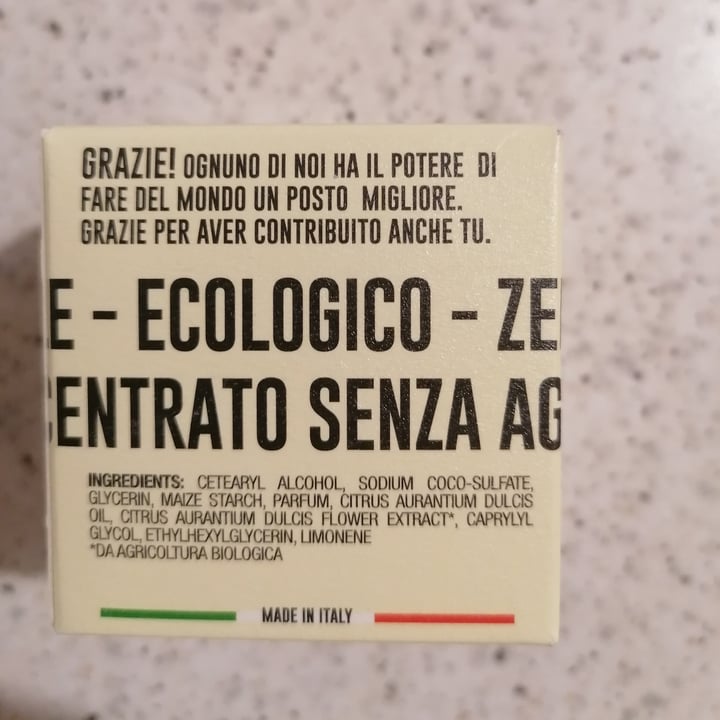 GRAZIE! OGNUNO DI NOI HA IL POTERE DI
FARE DEL MONDO UN POSTO MIGLIORE.
GRAZIE PER AVER CONTRIBUITO ANCHE TU.
E - ECOLOGICO - ZE
ENTRATO SENZA AG
INGREDIENTS: CETEARYL ALCOHOL, SODIUM COCO-SULFATE,
GLYCERIN, MAIZE STARCH, PARFUM, CITRUS AURANTIUM DULCIS
OIL, CITRUS AURANTIUM DULCIS FLOWER EXTRACT*, CAPRYLYL
GLYCOL, ETHYLHEXYLGLYCERIN, LIMONENE
*DA AGRICOLTURA BIOLOGICA
MADE IN ITALY